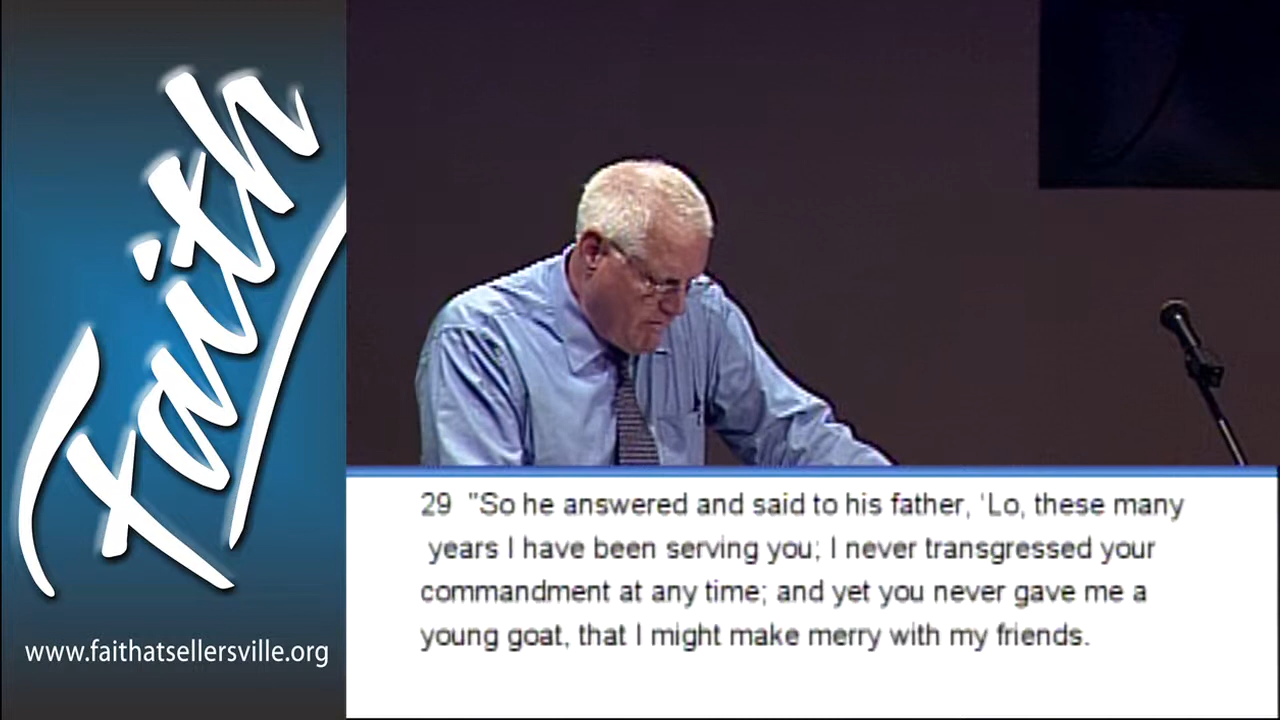 Faith
www.faithatsellersville.org
29 "So he answered and said to his father, ‘Lo, these many
years I have been serving you; I never transgressed your
commandment at any time; and yet you never gave me a
young goat, that I might make merry with my friends.